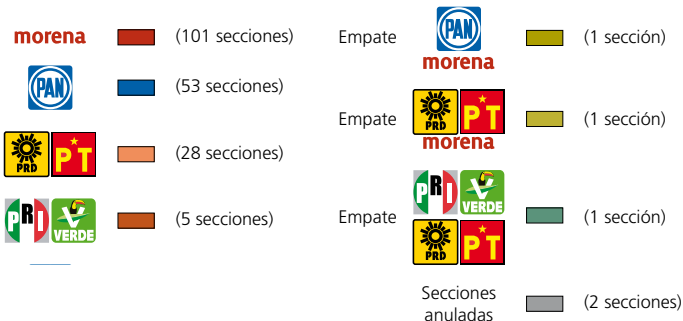 morena (101 secciones)
PAN (53 secciones)
PRD PT (28 secciones)
PRI VERDE (5 secciones)
Empate PAN morena (1 sección)
Empate PRD PT morena (1 sección)
Empate PRI VERDE PRD PT (1 sección)
Secciones
anuladas (2 secciones)